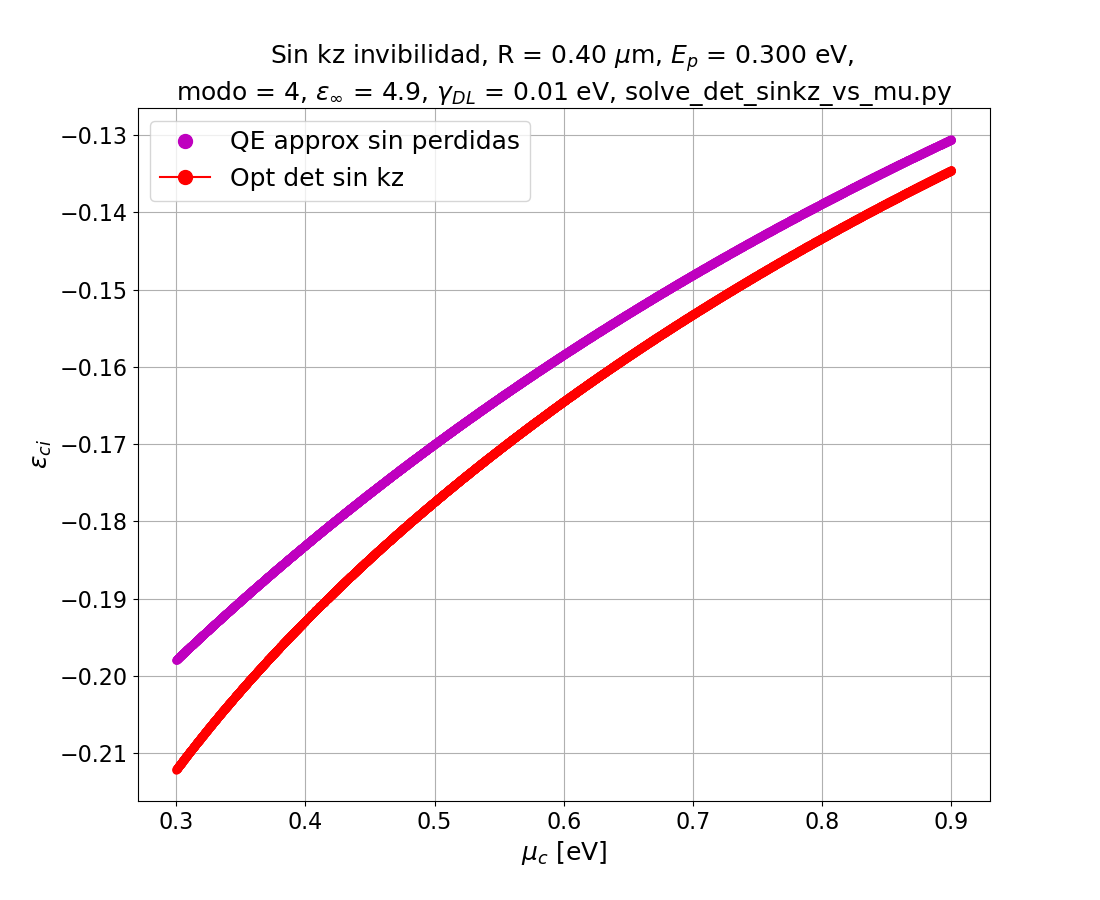 Sin kz invibilidad, R = 0.40 μm, E_p = 0.300 eV,
modo = 4, ε_∞ = 4.9, γ_DL = 0.01 eV, solve_det_sinkz_vs_mu.py
QE approx sin perdidas
Opt det sin kz
−0.13
−0.14
−0.15
−0.16
−0.17
−0.18
−0.19
−0.20
−0.21
ε_ci
0.3 0.4 0.5 0.6 0.7 0.8 0.9
μ_c [eV]